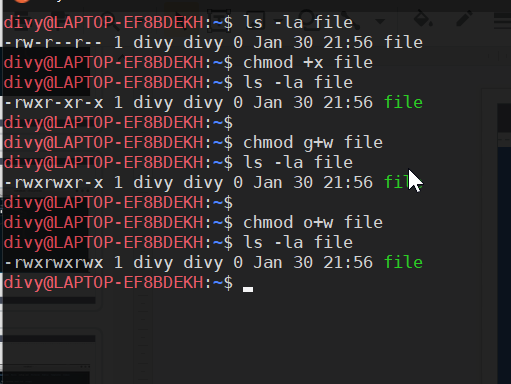 divy@LAPTOP-EF8BDEKH:~$ ls -la file
-rw-r--r-- 1 divy divy 0 Jan 30 21:56 file
divy@LAPTOP-EF8BDEKH:~$ chmod +x file
divy@LAPTOP-EF8BDEKH:~$ ls -la file
-rwxr-xr-x 1 divy divy 0 Jan 30 21:56 file
divy@LAPTOP-EF8BDEKH:~$
divy@LAPTOP-EF8BDEKH:~$ chmod g+w file
divy@LAPTOP-EF8BDEKH:~$ ls -la file
-rwxrwxr-x 1 divy divy 0 Jan 30 21:56 file
divy@LAPTOP-EF8BDEKH:~$
divy@LAPTOP-EF8BDEKH:~$ chmod o+w file
divy@LAPTOP-EF8BDEKH:~$ ls -la file
-rwxrwxrwx 1 divy divy 0 Jan 30 21:56 file
divy@LAPTOP-EF8BDEKH:~$